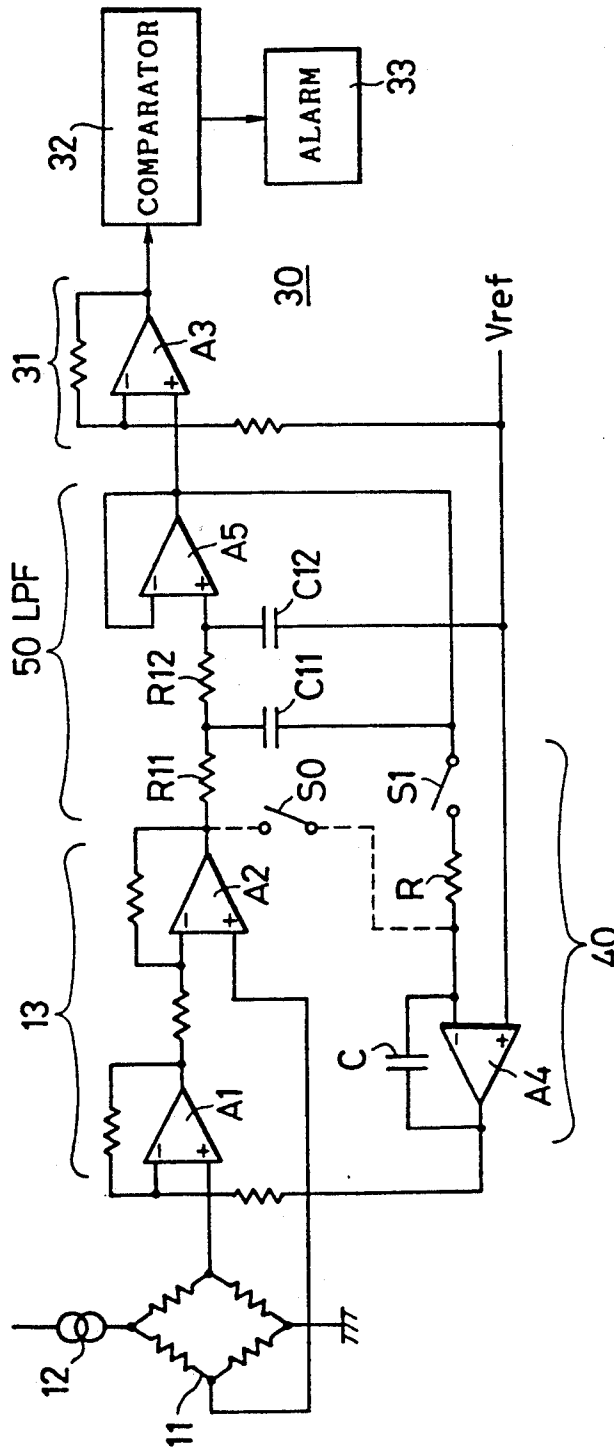 13
50 LPF
31
32
COMPARATOR
ALARM
33
30
12
11
A1
A2
R11
R12
A5
A3
C11
C12
S0
S1
R
C
A4
40
Vref
- 
+
-
+
-
+
-
+
-
+